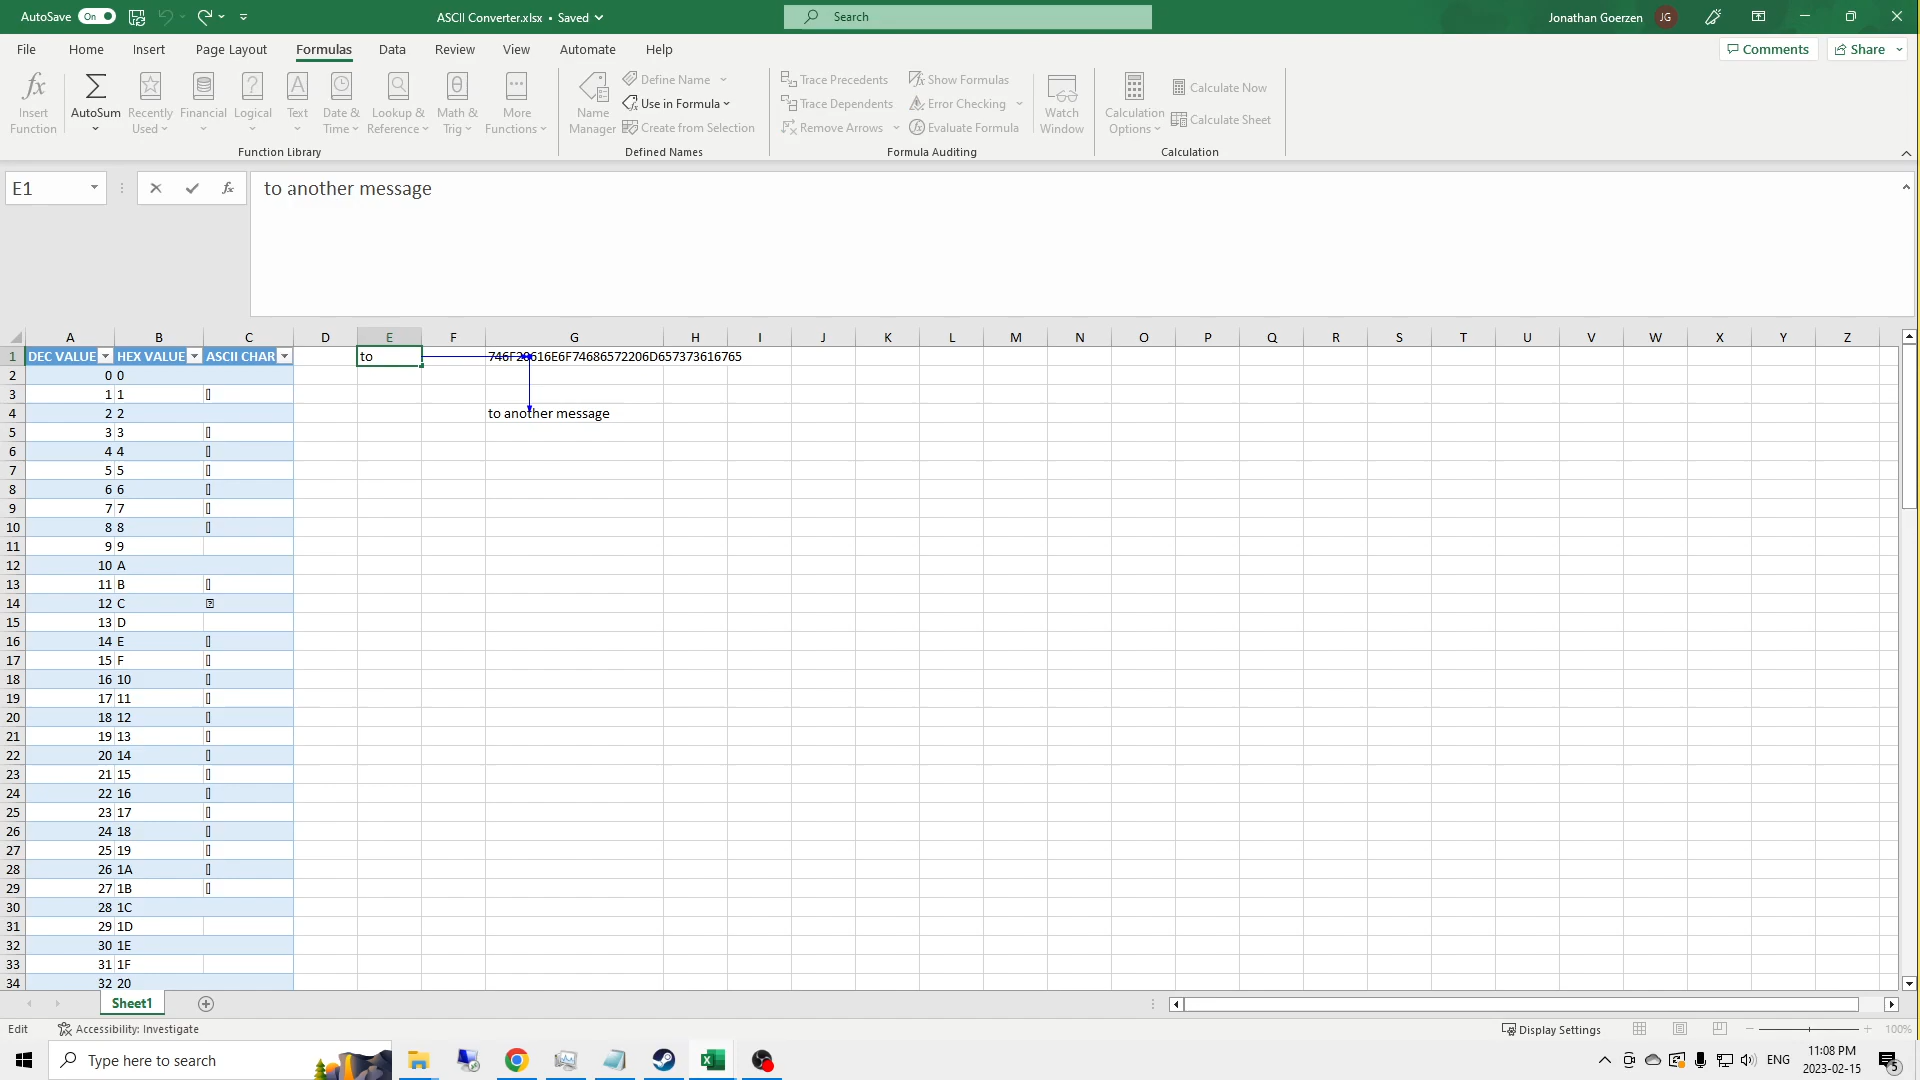 AutoSave On ASCII Converter.xlsx • Saved Search Jonathan Goerzen JG
File Home Insert Page Layout Formulas Data Review View Automate Help Comments Share
Insert Function
AutoSum
Recently Used
Financial
Logical
Text
Date & Time
Lookup & Reference
Math & Trig
More Functions
Function Library
Name Manager
Define Name
Use in Formula
Create from Selection
Defined Names
Trace Precedents
Trace Dependents
Remove Arrows
Show Formulas
Error Checking
Evaluate Formula
Formula Auditing
Watch Window
Calculation Options
Calculate Now
Calculate Sheet
Calculation
E1 fx to another message
A B C D E F G H I J K L M N O P Q R S T U V W X Y Z
1 DEC VALUE HEX VALUE ASCII CHAR to 746F20616E6F74686572206D657373616765
2 0 0
3 1 1
4 2 2 to another message
5 3 3
6 4 4
7 5 5
8 6 6
9 7 7
10 8 8
11 9 9
12 10 A
13 11 B
14 12 C
15 13 D
16 14 E
17 15 F
18 16 10
19 17 11
20 18 12
21 19 13
22 20 14
23 21 15
24 22 16
25 23 17
26 24 18
27 25 19
28 26 1A
29 27 1B
30 28 1C
31 29 1D
32 30 1E
33 31 1F
34 32 20
Sheet1
Edit Accessibility: Investigate Display Settings 100%
Type here to search ENG 11:08 PM
2023-02-15 5